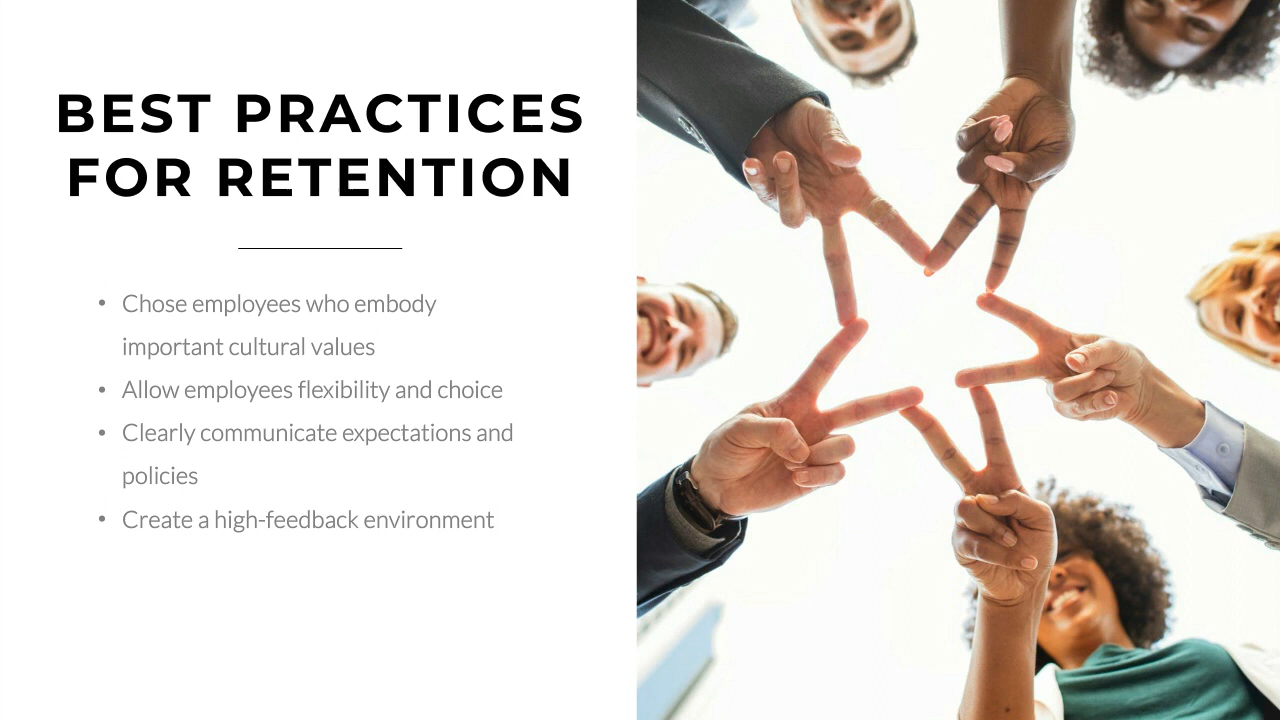 BEST PRACTICES
FOR RETENTION
• Chose employees who embody
important cultural values
• Allow employees flexibility and choice
• Clearly communicate expectations and
policies
• Create a high-feedback environment